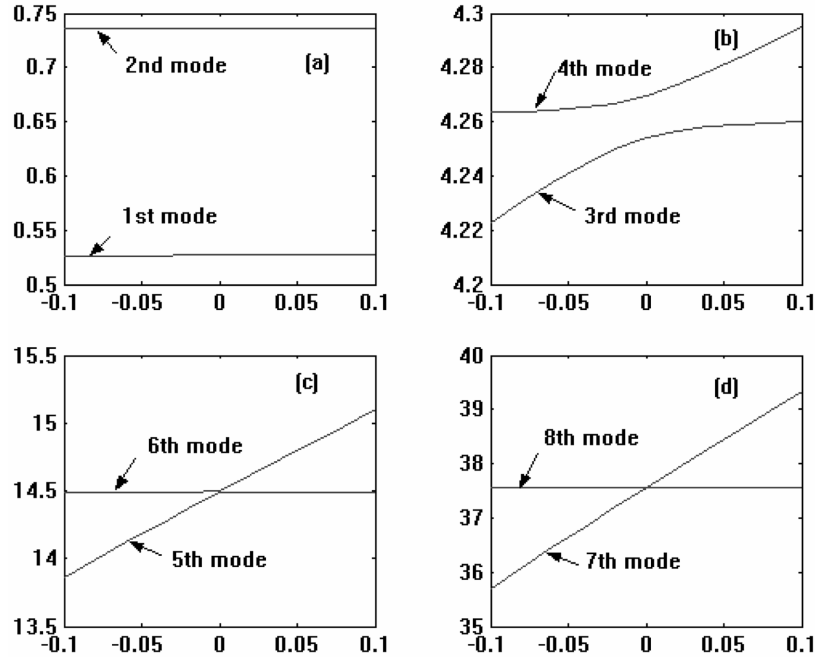 0.75
0.7
0.65
0.6
0.55
0.5
-0.1 -0.05 0 0.05 0.1
2nd mode
(a)
1st mode
4.3
4.28
4.26
4.24
4.22
4.2
-0.1 -0.05 0 0.05 0.1
(b)
4th mode
3rd mode
15.5
15
14.5
14
13.5
-0.1 -0.05 0 0.05 0.1
(c)
6th mode
5th mode
40
39
38
37
36
35
-0.1 -0.05 0 0.05 0.1
(d)
8th mode
7th mode